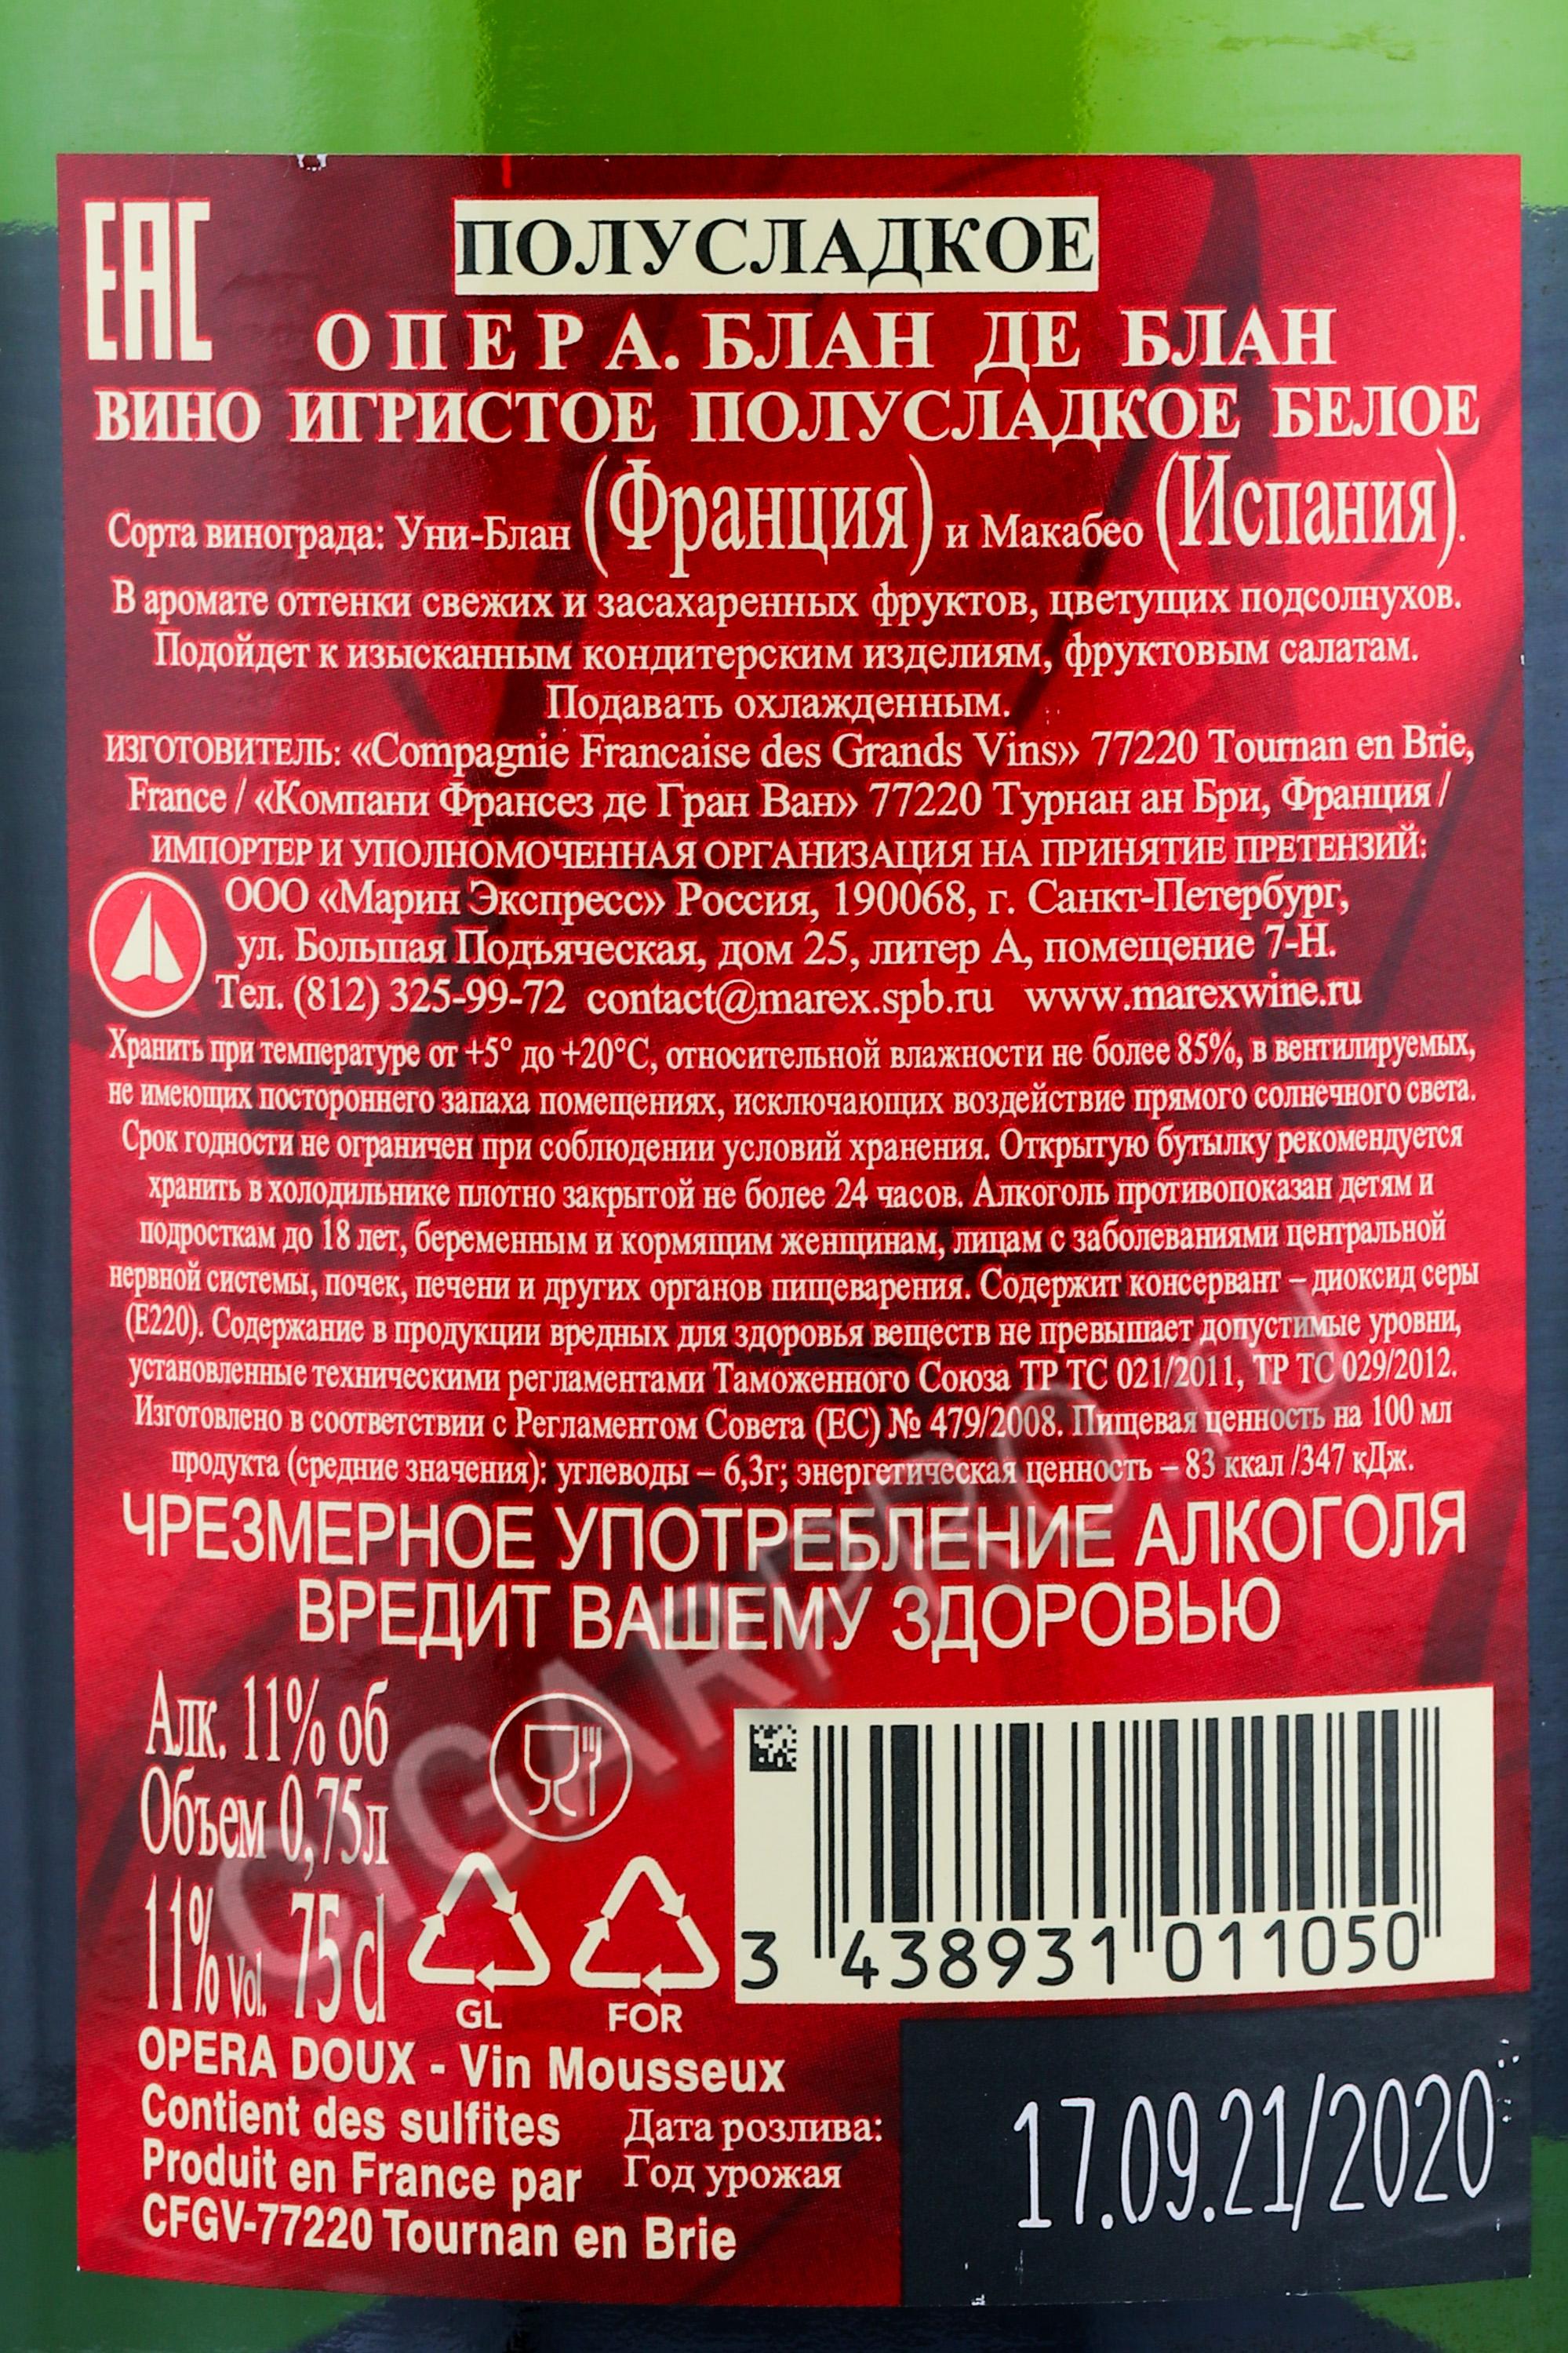 ЕАС
ПОЛУСЛАДКОЕ
ОПЕРА. БЛАН ДЕ БЛАН
ВИНО ИГРИСТОЕ ПОЛУСЛАДКОЕ БЕЛОЕ
Сорта винограда: Уни-Блан (Франция) и Макабео (Испания).
В аромате оттенки свежих и засахаренных фруктов, цветущих подсолнухов.
Подойдет к изысканным кондитерским изделиям, фруктовым салатам.
Подавать охлажденным.
ИЗГОТОВИТЕЛЬ: «Compagnie Francaise des Grands Vins» 77220 Tournan en Brie,
France / «Компани Франсез де Гран Ван» 77220 Турнан ан Бри, Франция /
ИМПОРТЕР И УПОЛНОМОЧЕННАЯ ОРГАНИЗАЦИЯ НА ПРИНЯТИЕ ПРЕТЕНЗИЙ:
ООО «Марин Экспресс» Россия, 190068, г. Санкт-Петербург,
ул. Большая Подъяческая, дом 25, литер А, помещение 7-Н.
Тел. (812) 325-99-72 contact@marex.spb.ru www.marexwine.ru
Хранить при температуре от +5° до +20°С, относительной влажности не более 85%, в вентилируемых,
не имеющих постороннего запаха помещениях, исключающих воздействие прямого солнечного света.
Срок годности не ограничен при соблюдении условий хранения. Открытую бутылку рекомендуется
хранить в холодильнике плотно закрытой не более 24 часов. Алкоголь противопоказан детям и
подросткам до 18 лет, беременным и кормящим женщинам, лицам с заболеваниями центральной
нервной системы, почек, печени и других органов пищеварения. Содержит консервант – диоксид серы
(Е220). Содержание в продукции вредных для здоровья веществ не превышает допустимые уровни,
установленные техническими регламентами Таможенного Союза ТР ТС 021/2011, ТР ТС 029/2012.
Изготовлено в соответствии с Регламентом Совета (ЕС) № 479/2008. Пищевая ценность на 100 мл
продукта (средние значения): углеводы – 6,3г; энергетическая ценность – 83 ккал /347 кДж.
ЧРЕЗМЕРНОЕ УПОТРЕБЛЕНИЕ АЛКОГОЛЯ
ВРЕДИТ ВАШЕМУ ЗДОРОВЬЮ
Алк. 11% об
Объем 0,75л
11% vol. 75 cl
GL
FOR
3 438931 011050
OPERA DOUX - Vin Mousseux
Contient des sulfites
Produit en France par
CFGV-77220 Tournan en Brie
Дата розлива:
Год урожая
17.09.21/2020
CIGARPRO.ru